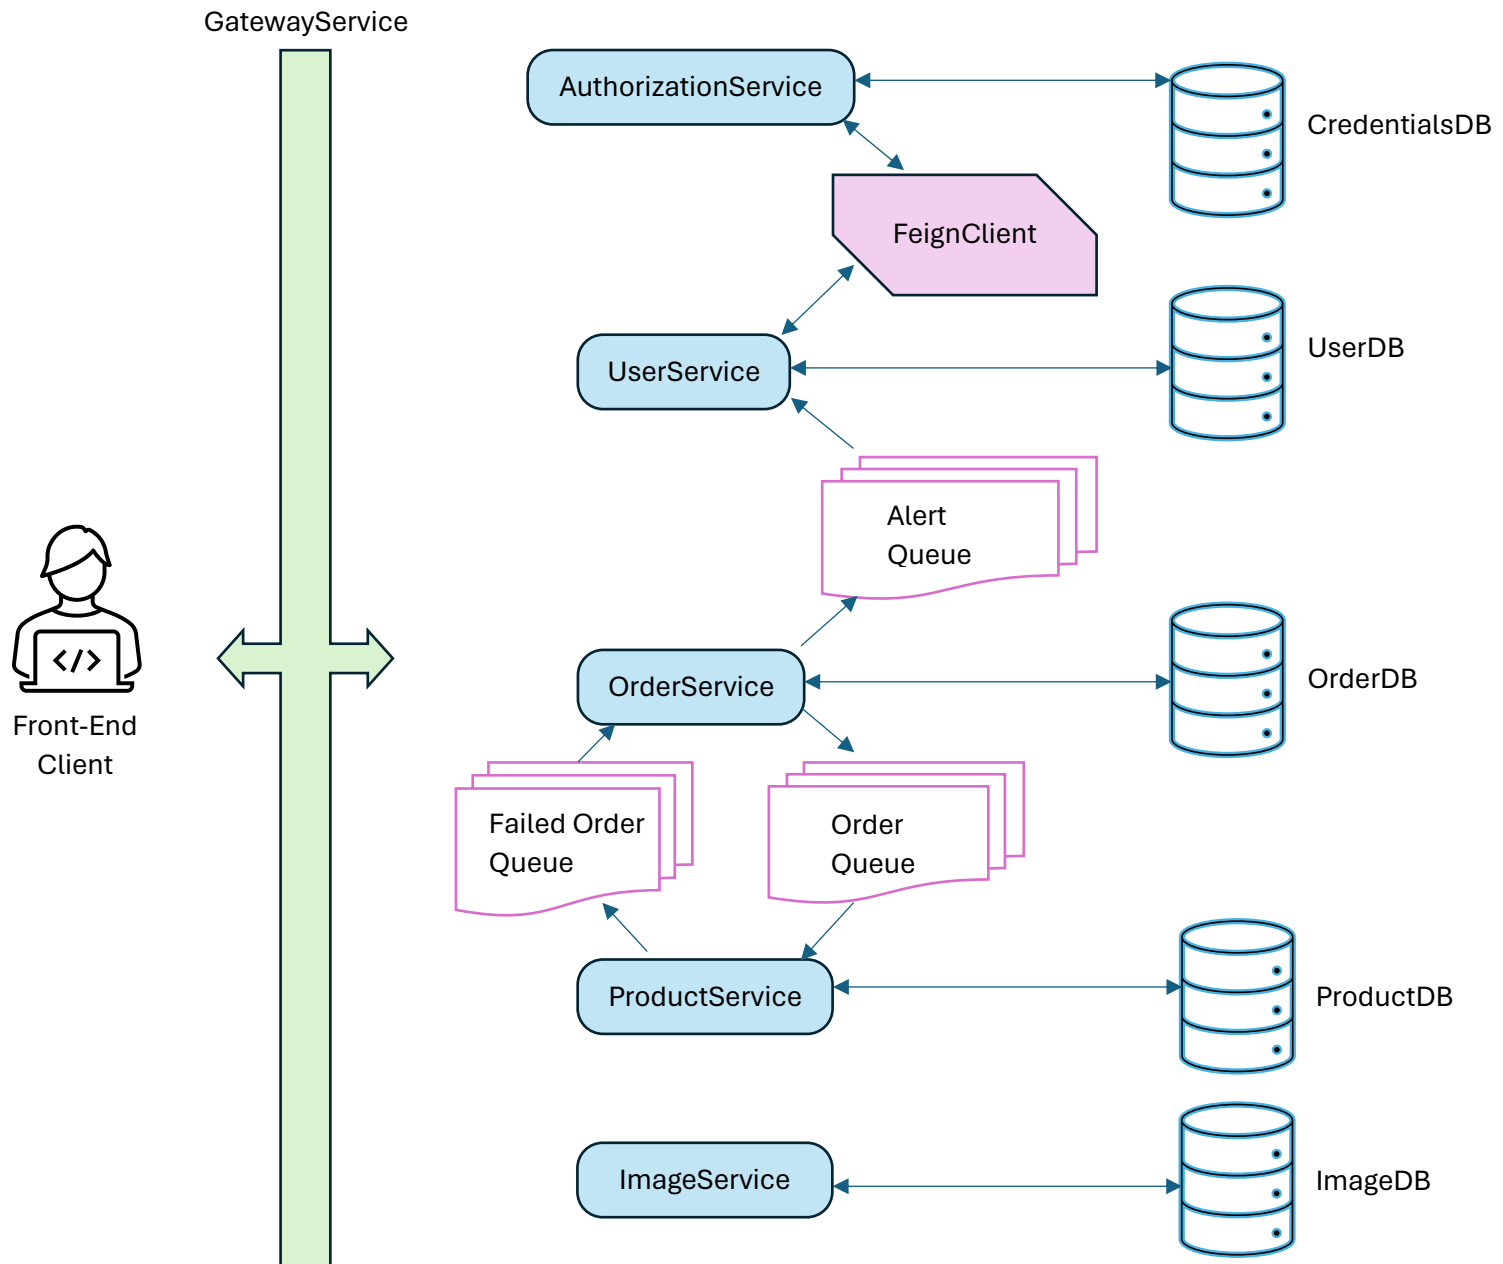 GatewayService
AuthorizationService
CredentialsDB
FeignClient
UserService
UserDB
Alert
Queue
OrderService
OrderDB
</>
Front-End
Client
Failed Order
Queue
Order
Queue
ProductService
ProductDB
ImageService
ImageDB